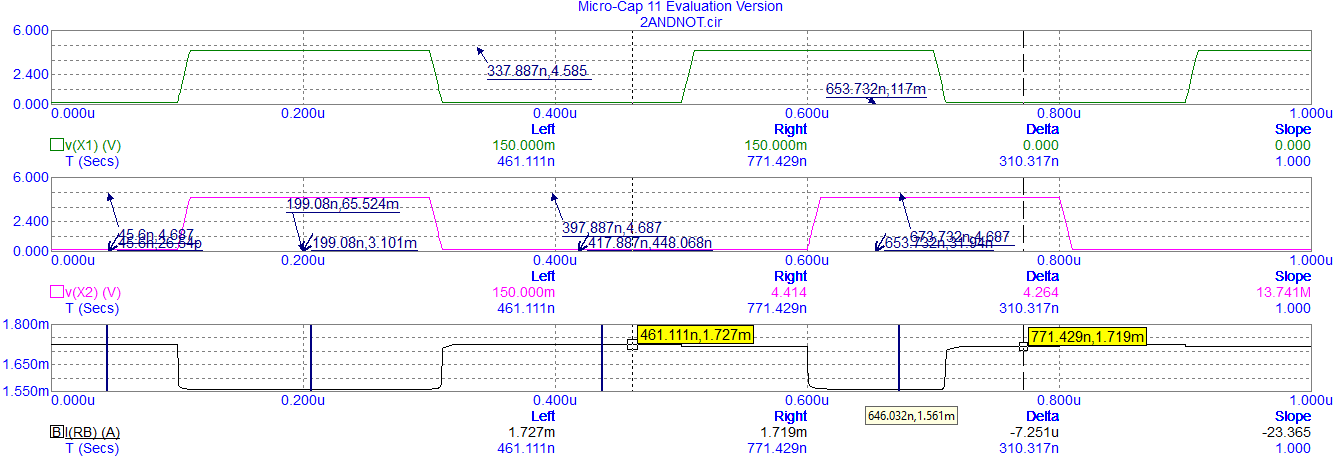 Micro-Cap 11 Evaluation Version
2ANDNOT.cir
6.000
2.400
0.000
337.887n,4.585
653.732n,117m
0.000u 0.200u 0.400u 0.600u 0.800u 1.000u
Left Right Delta Slope
v(X1) (V) 150.000m 150.000m 0.000 0.000
T (Secs) 461.111n 771.429n 310.317n 1.000
6.000
2.400
0.000
199.08n,65.524m
45.6n,4.687
199.08n,3.101m
397.887n,4.687
417.887n,448.068n
673.732n,4.687
0.000u 0.200u 0.400u 0.600u 0.800u 1.000u
Left Right Delta Slope
v(X2) (V) 150.000m 4.414 4.264 13.741M
T (Secs) 461.111n 771.429n 310.317n 1.000
1.800m
1.650m
1.550m
461.111n,1.727m
771.429n,1.719m
0.000u 0.200u 0.400u 0.600u 0.800u 1.000u
646.032n,1.561m
Left Right Delta Slope
B I(RB) (A) 1.727m 1.719m -7.251u -23.365
T (Secs) 461.111n 771.429n 310.317n 1.000